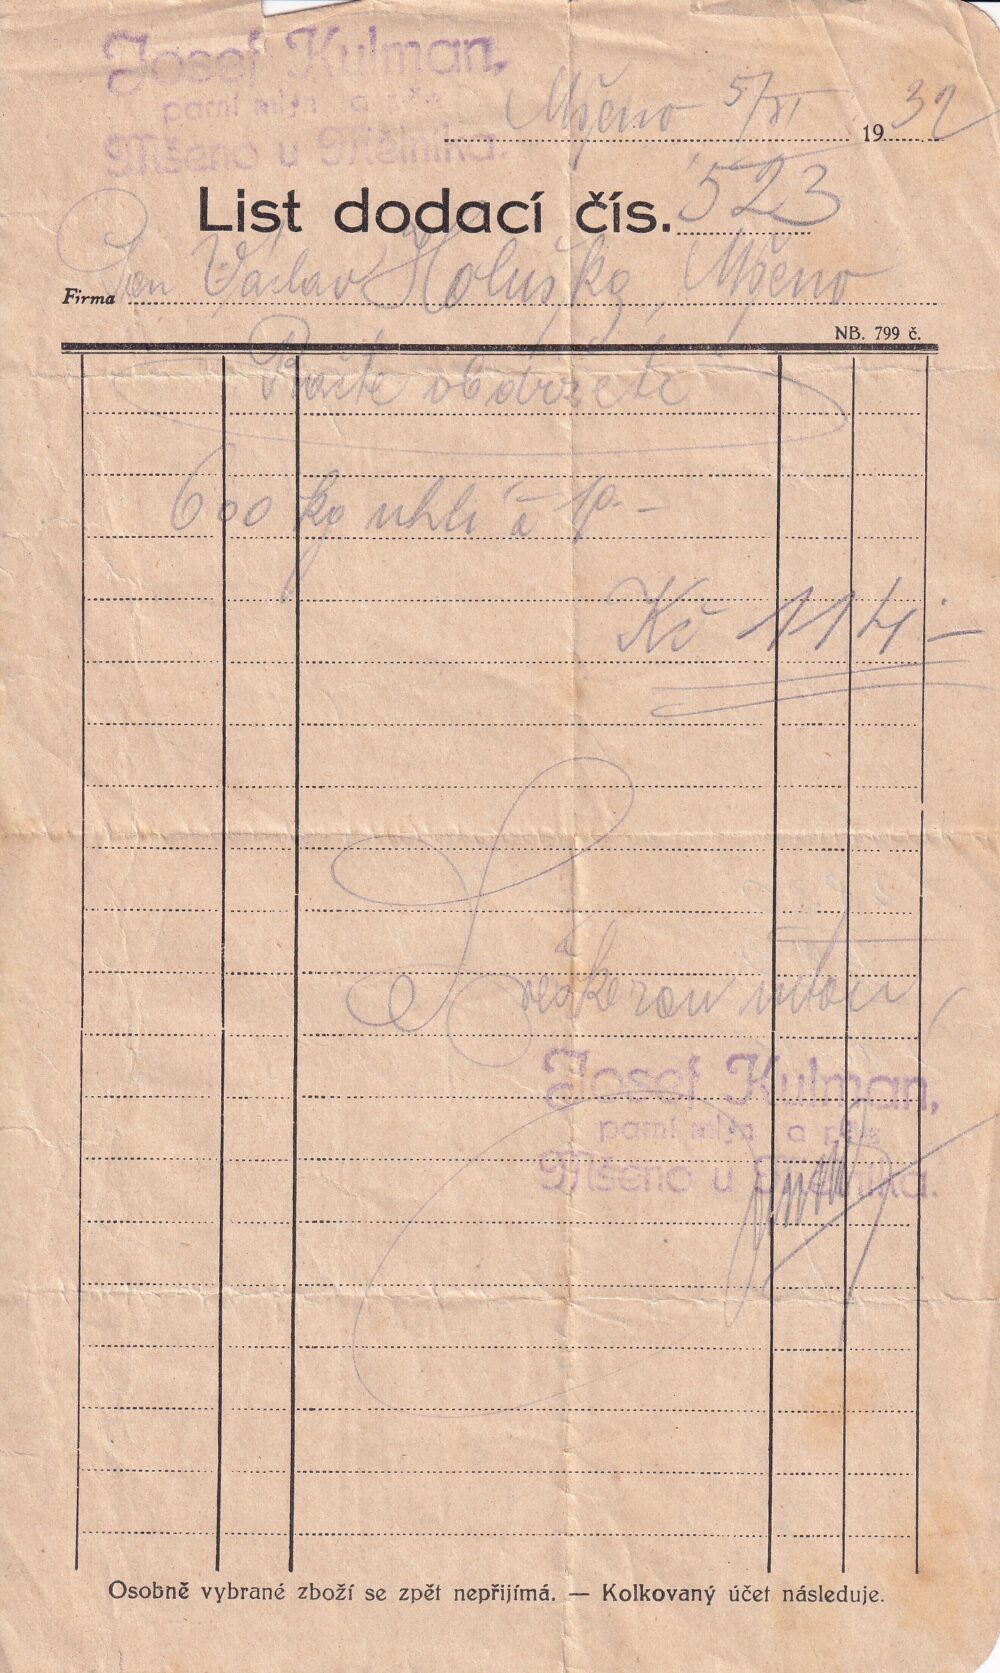 Josef Kulman,
parní mlýn a pila
Mšeno u Mělníka.
Mšeno 5/XI 1932
List dodací čís. 523
Firma Pan Václav Holuška, Mšeno
NB. 799 č.
Račte obdržeti
600 kg uhlí à
Kč 114.—
Veškerou úctou
Josef Kulman,
parní mlýn a pila
Mšeno u Mělníka.
Osobně vybrané zboží se zpět nepřijímá. — Kolkovaný účet následuje.